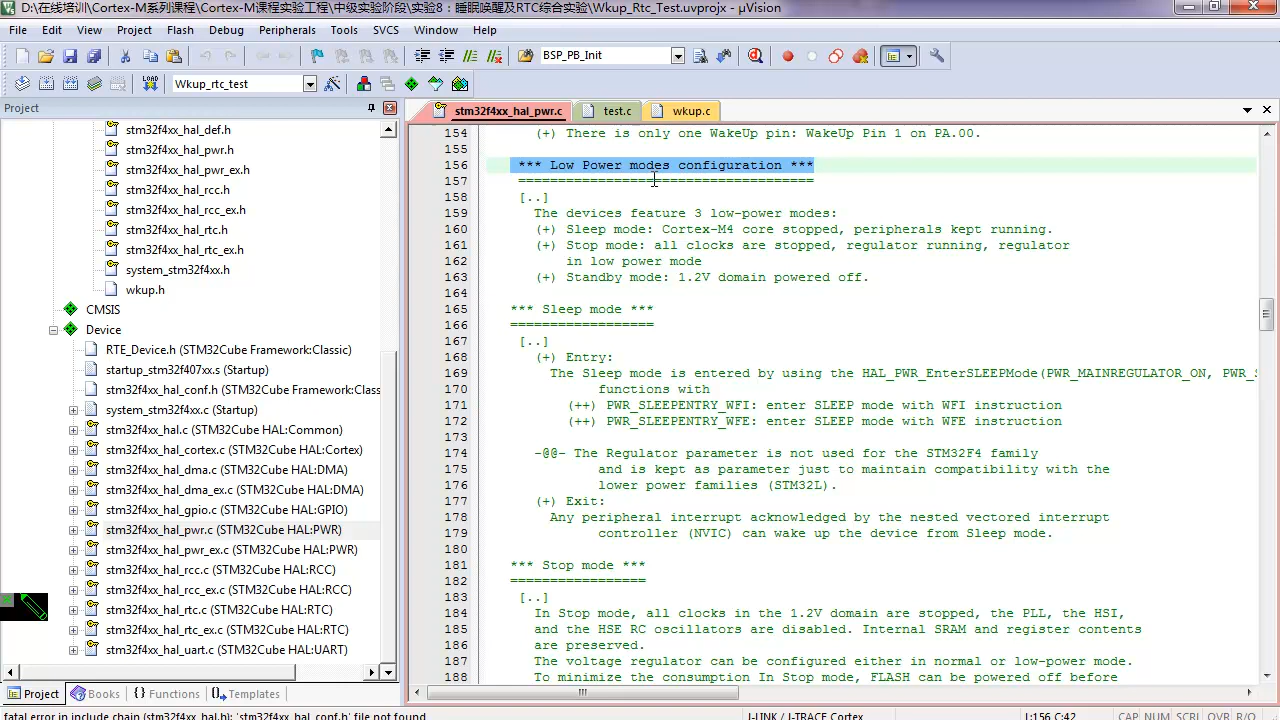 D:\在线培训\Cortex-M系列课程\Cortex-M课程实验工程\中级实验阶段\实验8：睡眠唤醒及RTC综合实验\Wkup_Rtc_Test.uvprojx - µVision
File Edit View Project Flash Debug Peripherals Tools SVCS Window Help
BSP_PB_Init
LOAD Wkup_rtc_test
Project
stm32f4xx_hal_pwr.c test.c wkup.c
stm32f4xx_hal_def.h
stm32f4xx_hal_pwr.h
stm32f4xx_hal_pwr_ex.h
stm32f4xx_hal_rcc.h
stm32f4xx_hal_rcc_ex.h
stm32f4xx_hal_rtc.h
stm32f4xx_hal_rtc_ex.h
system_stm32f4xx.h
wkup.h
CMSIS
Device
RTE_Device.h (STM32Cube Framework:Classic)
startup_stm32f407xx.s (Startup)
stm32f4xx_hal_conf.h (STM32Cube Framework:Class
system_stm32f4xx.c (Startup)
stm32f4xx_hal.c (STM32Cube HAL:Common)
stm32f4xx_hal_cortex.c (STM32Cube HAL:Cortex)
stm32f4xx_hal_dma.c (STM32Cube HAL:DMA)
stm32f4xx_hal_dma_ex.c (STM32Cube HAL:DMA)
stm32f4xx_hal_gpio.c (STM32Cube HAL:GPIO)
stm32f4xx_hal_pwr.c (STM32Cube HAL:PWR)
stm32f4xx_hal_pwr_ex.c (STM32Cube HAL:PWR)
stm32f4xx_hal_rcc.c (STM32Cube HAL:RCC)
stm32f4xx_hal_rcc_ex.c (STM32Cube HAL:RCC)
stm32f4xx_hal_rtc.c (STM32Cube HAL:RTC)
stm32f4xx_hal_rtc_ex.c (STM32Cube HAL:RTC)
stm32f4xx_hal_uart.c (STM32Cube HAL:UART)
Project Books {} Functions Templates
154 (+) There is only one WakeUp pin: WakeUp Pin 1 on PA.00.
155
156 *** Low Power modes configuration ***
157 =====================================
158 [..]
159 The devices feature 3 low-power modes:
160 (+) Sleep mode: Cortex-M4 core stopped, peripherals kept running.
161 (+) Stop mode: all clocks are stopped, regulator running, regulator
162 in low power mode
163 (+) Standby mode: 1.2V domain powered off.
164
165 *** Sleep mode ***
166 ==================
167 [..]
168 (+) Entry:
169 The Sleep mode is entered by using the HAL_PWR_EnterSLEEPMode(PWR_MAINREGULATOR_ON, PWR_S
170 functions with
171 (++) PWR_SLEEPENTRY_WFI: enter SLEEP mode with WFI instruction
172 (++) PWR_SLEEPENTRY_WFE: enter SLEEP mode with WFE instruction
173
174 -@@- The Regulator parameter is not used for the STM32F4 family
175 and is kept as parameter just to maintain compatibility with the
176 lower power families (STM32L).
177 (+) Exit:
178 Any peripheral interrupt acknowledged by the nested vectored interrupt
179 controller (NVIC) can wake up the device from Sleep mode.
180
181 *** Stop mode ***
182 =================
183 [..]
184 In Stop mode, all clocks in the 1.2V domain are stopped, the PLL, the HSI,
185 and the HSE RC oscillators are disabled. Internal SRAM and register contents
186 are preserved.
187 The voltage regulator can be configured either in normal or low-power mode.
188 To minimize the consumption In Stop mode, FLASH can be powered off before
fatal error in include chain (stm32f4xx_hal.h): 'stm32f4xx_hal_conf.h' file not found J-LINK / J-TRACE Cortex L:156 C:42 CAP NUM SCRL OVR R/O